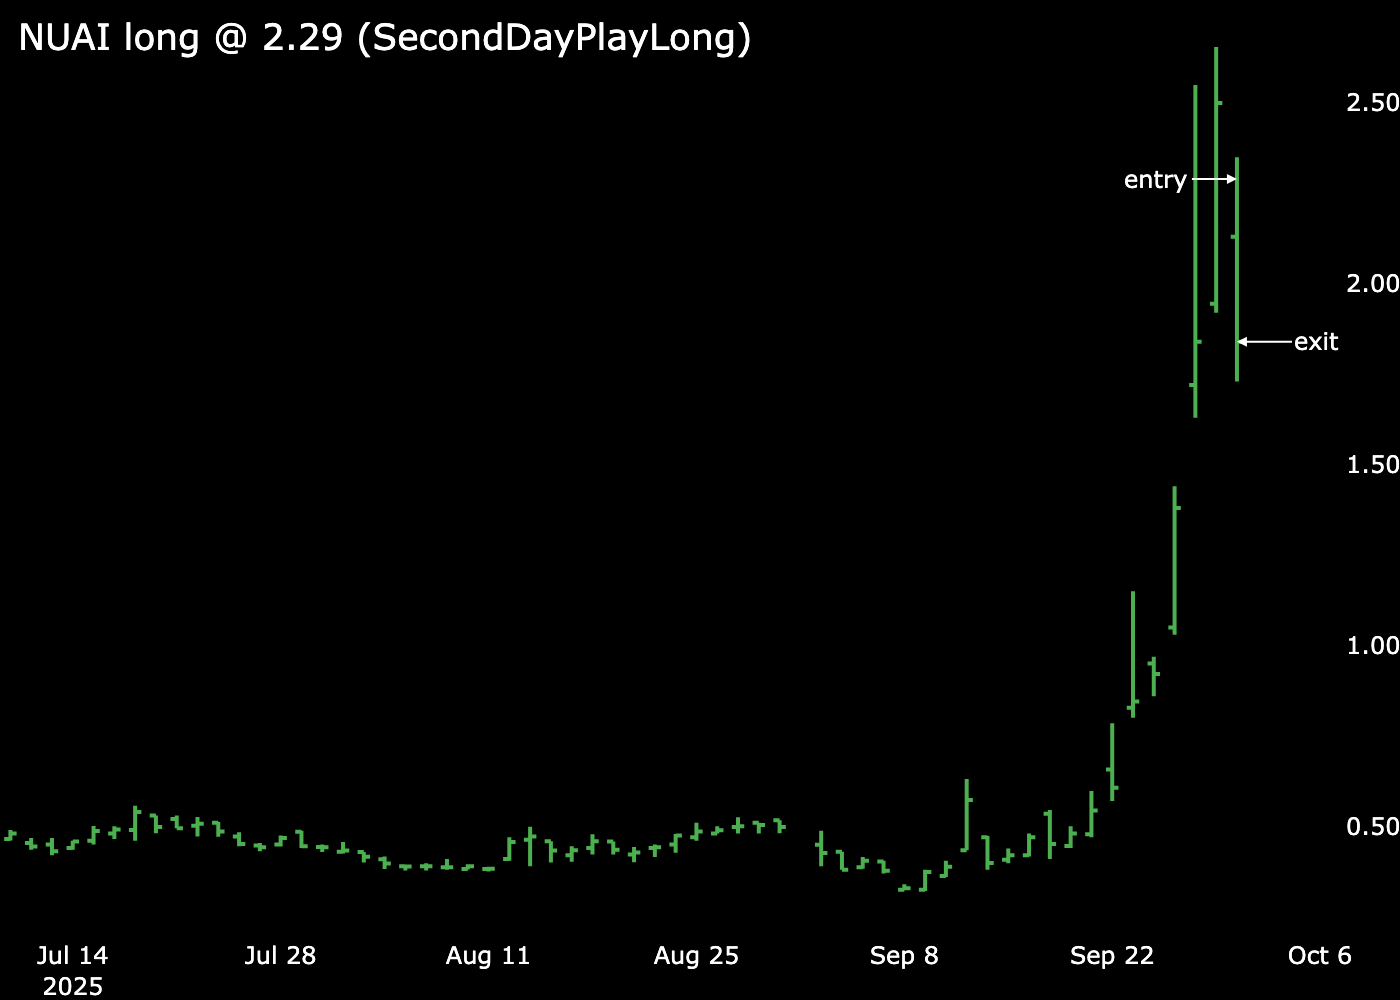 NUAI long @ 2.29 (SecondDayPlayLong)
2.50
entry
2.00
exit
1.50
1.00
0.50
Jul 14
2025
Jul 28
Aug 11
Aug 25
Sep 8
Sep 22
Oct 6